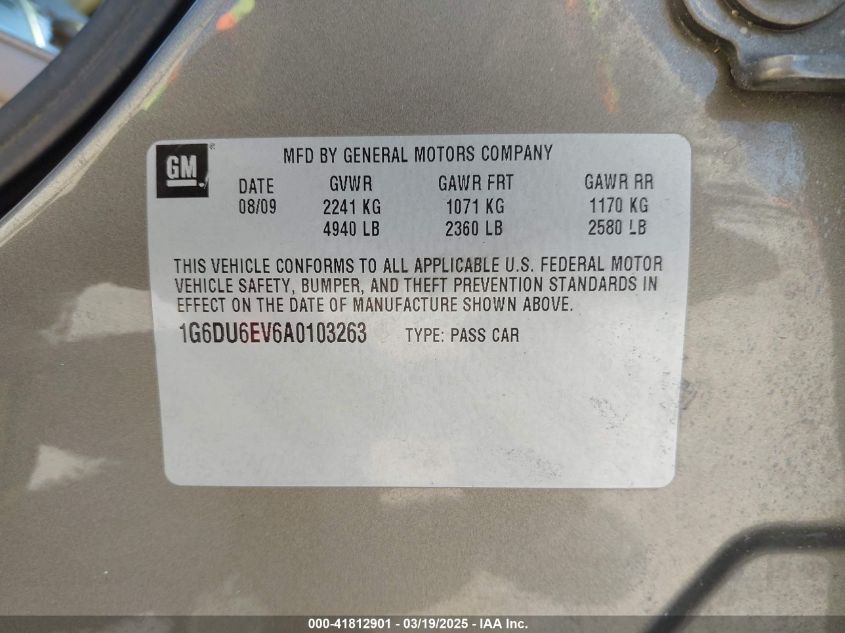 GM
MFD BY GENERAL MOTORS COMPANY
DATE GVWR GAWR FRT GAWR RR
08/09 2241 KG 1071 KG 1170 KG
4940 LB 2360 LB 2580 LB
THIS VEHICLE CONFORMS TO ALL APPLICABLE U.S. FEDERAL MOTOR
VEHICLE SAFETY, BUMPER, AND THEFT PREVENTION STANDARDS IN
EFFECT ON THE DATE OF MANUFACTURE SHOWN ABOVE.
1G6DU6EV6A0103263 TYPE: PASS CAR
000-41812901 - 03/19/2025 - IAA Inc.